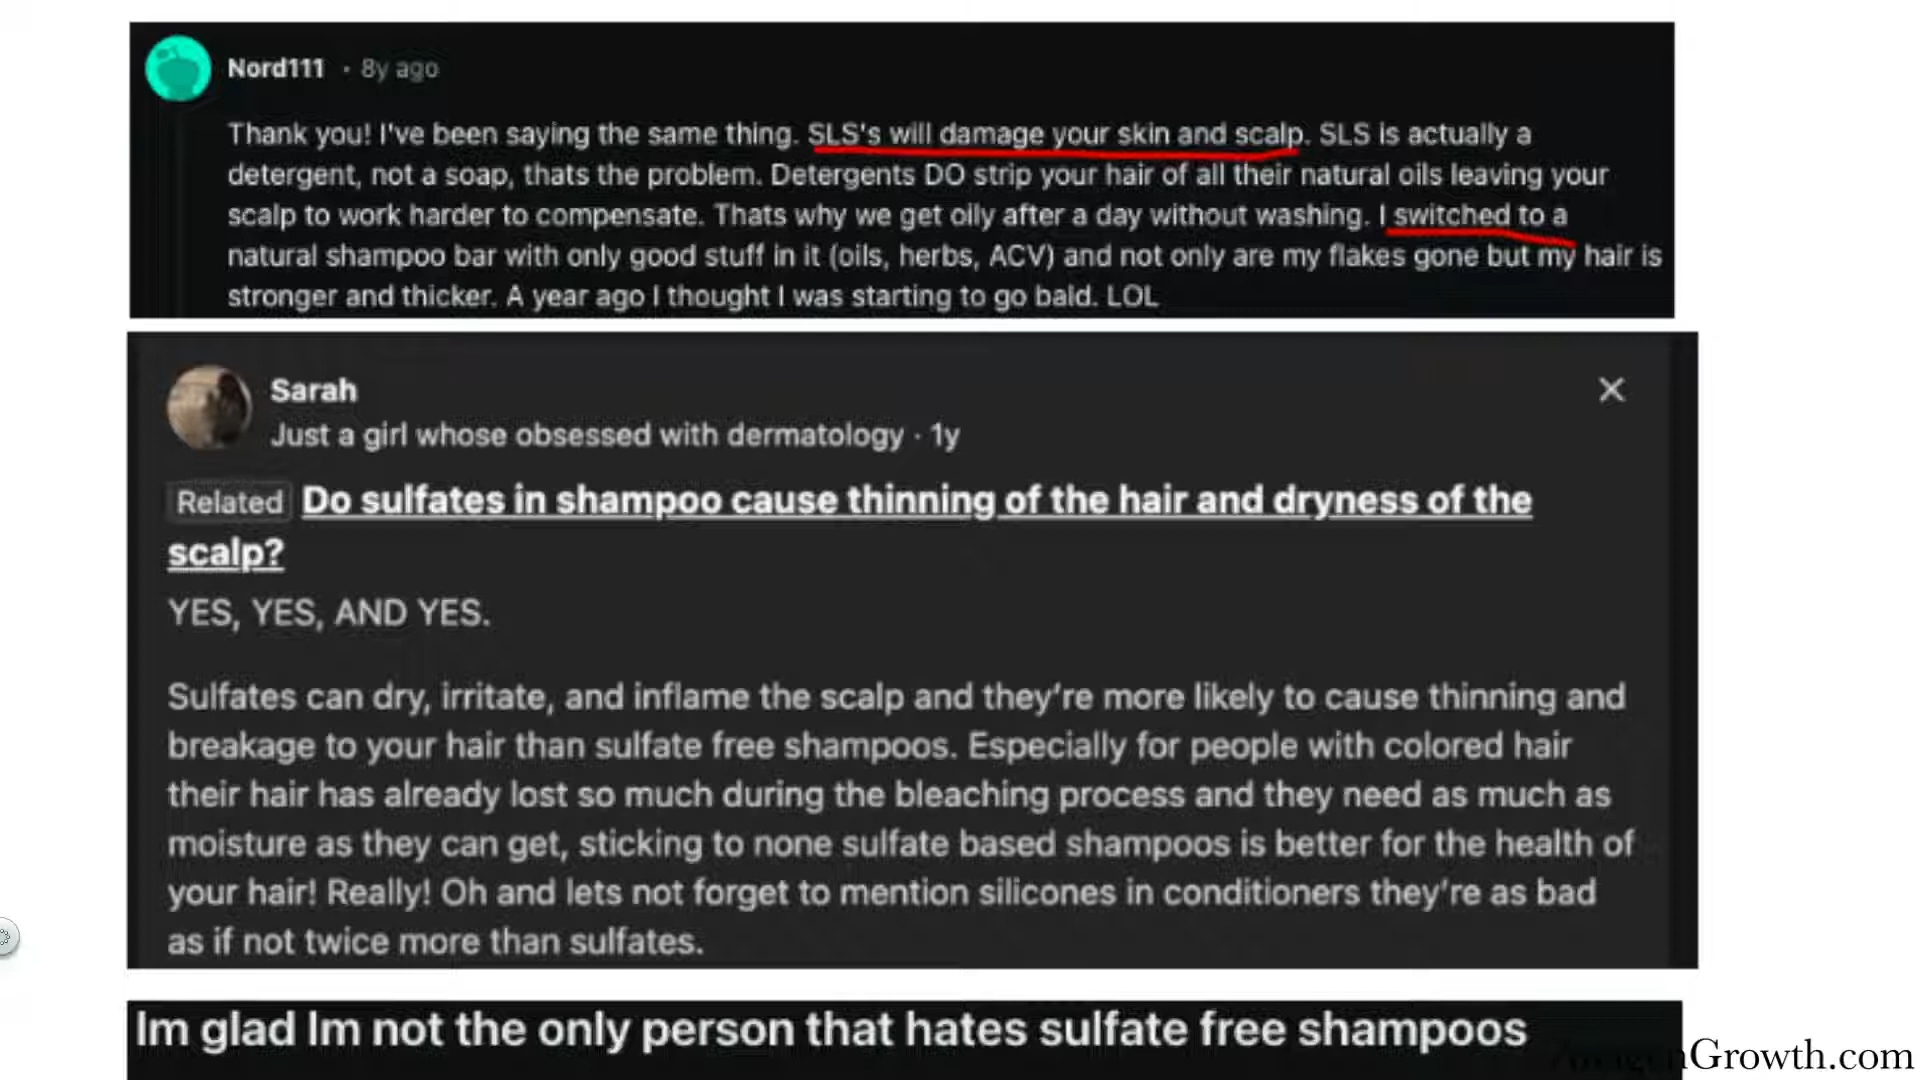 Nord111 · 8y ago
Thank you! I've been saying the same thing. SLS's will damage your skin and scalp. SLS is actually a
detergent, not a soap, thats the problem. Detergents DO strip your hair of all their natural oils leaving your
scalp to work harder to compensate. Thats why we get oily after a day without washing. I switched to a
natural shampoo bar with only good stuff in it (oils, herbs, ACV) and not only are my flakes gone but my hair is
stronger and thicker. A year ago I thought I was starting to go bald. LOL
Sarah
Just a girl whose obsessed with dermatology · 1y
Related Do sulfates in shampoo cause thinning of the hair and dryness of the
scalp?
YES, YES, AND YES.
Sulfates can dry, irritate, and inflame the scalp and they're more likely to cause thinning and
breakage to your hair than sulfate free shampoos. Especially for people with colored hair
their hair has already lost so much during the bleaching process and they need as much as
moisture as they can get, sticking to none sulfate based shampoos is better for the health of
your hair! Really! Oh and lets not forget to mention silicones in conditioners they're as bad
as if not twice more than sulfates.
Im glad Im not the only person that hates sulfate free shampoos